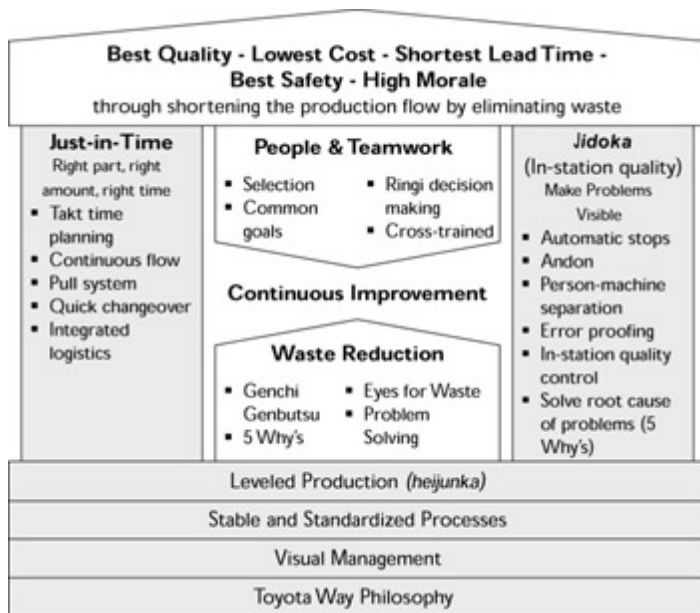 Best Quality - Lowest Cost - Shortest Lead Time -
Best Safety - High Morale
through shortening the production flow by eliminating waste
Just-in-Time
Right part, right
amount, right time
▪ Takt time
planning
▪ Continuous flow
▪ Pull system
▪ Quick changeover
▪ Integrated
logistics
People & Teamwork
▪ Selection
▪ Common
goals
▪ Ringi decision
making
▪ Cross-trained
Continuous Improvement
Waste Reduction
▪ Genchi
Genbutsu
▪ 5 Why's
▪ Eyes for Waste
▪ Problem
Solving
Jidoka
(In-station quality)
Make Problems
Visible
▪ Automatic stops
▪ Andon
▪ Person-machine
separation
▪ Error proofing
▪ In-station quality
control
▪ Solve root cause
of problems (5
Why's)
Leveled Production (heijunka)
Stable and Standardized Processes
Visual Management
Toyota Way Philosophy